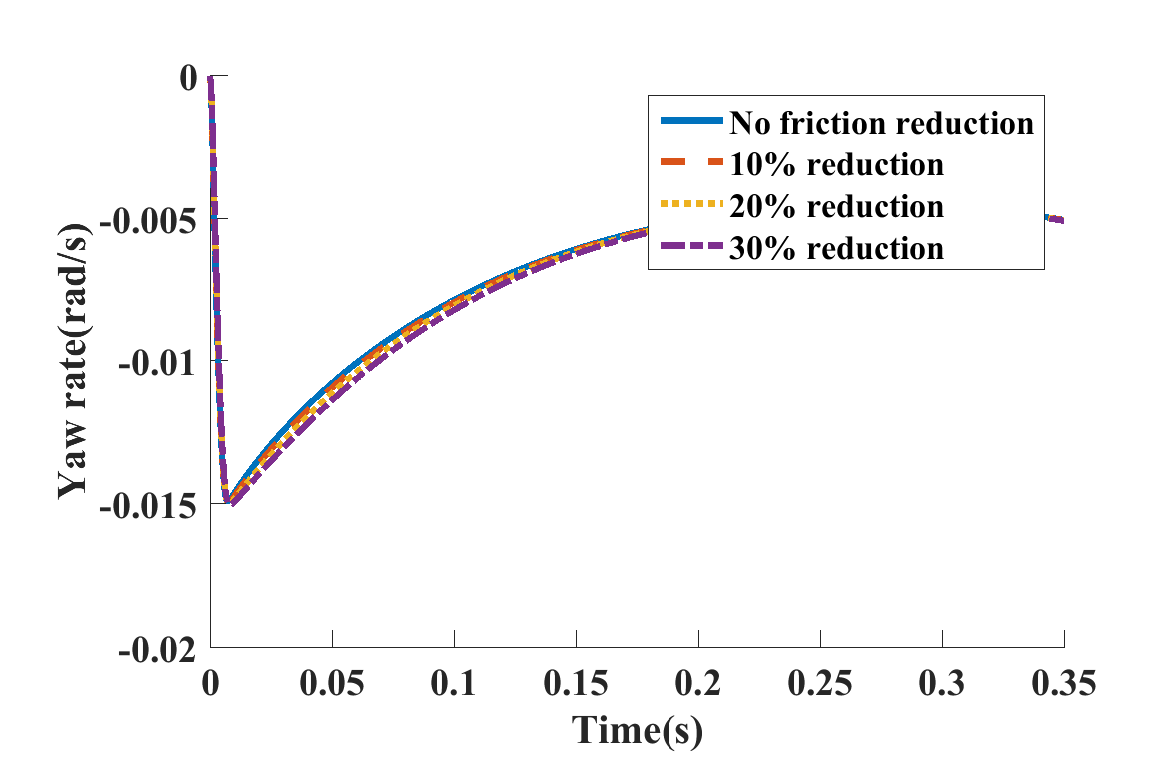 0
-0.005
-0.01
-0.015
-0.02
Yaw rate(rad/s)
No friction reduction
10% reduction
20% reduction
30% reduction
0 0.05 0.1 0.15 0.2 0.25 0.3 0.35
Time(s)